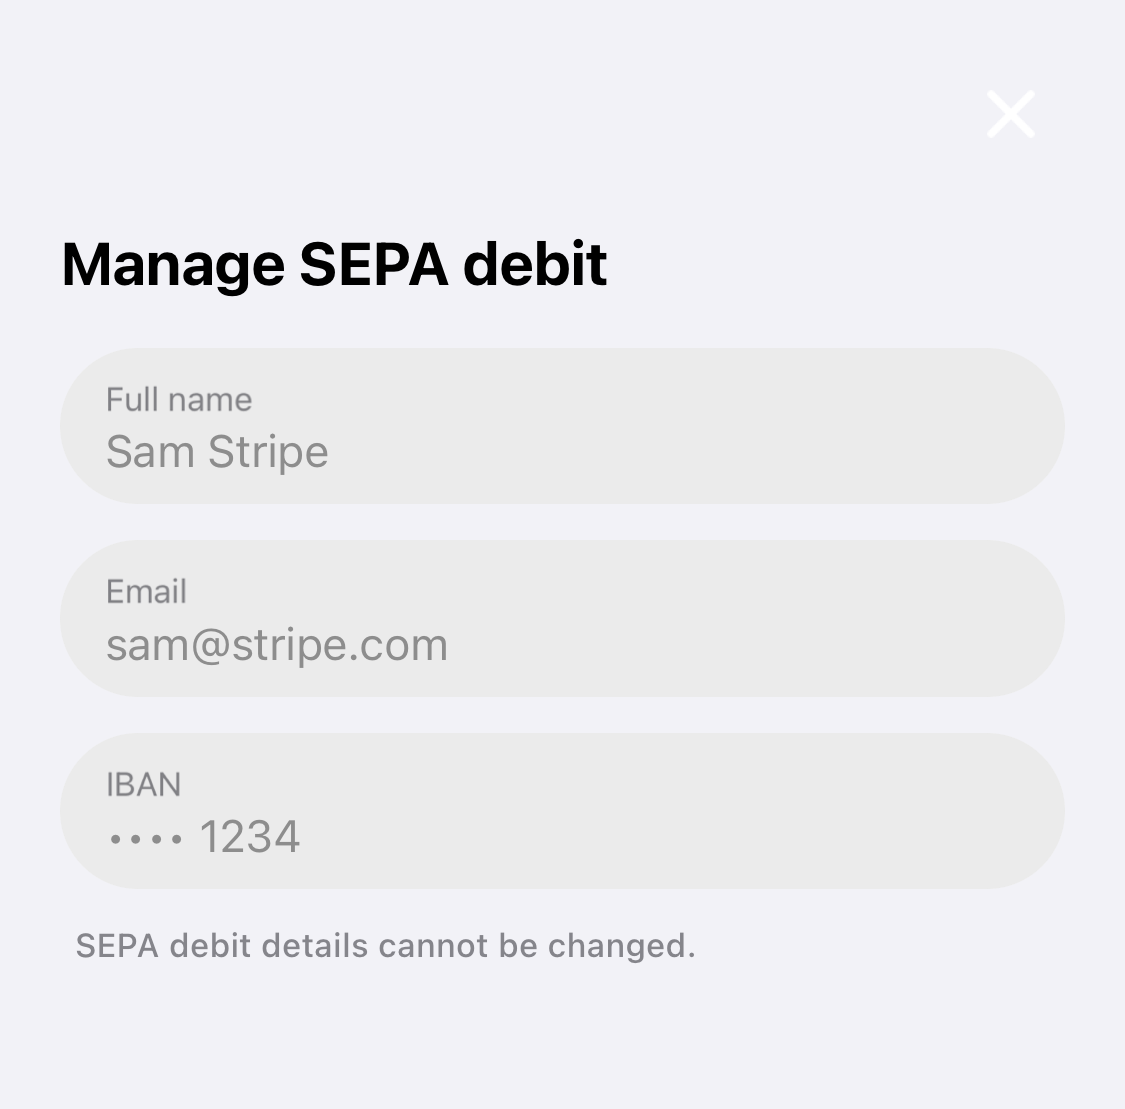 Manage SEPA debit
Full name
Sam Stripe
Email
sam@stripe.com
IBAN
•••• 1234
SEPA debit details cannot be changed.